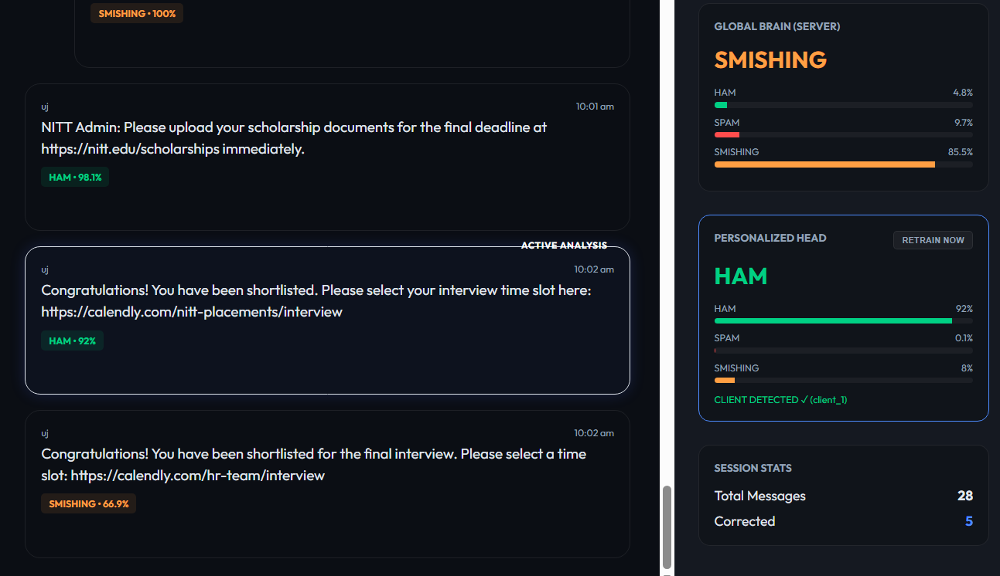 SMISHING • 100%
uj
10:01 am
NITT Admin: Please upload your scholarship documents for the final deadline at
https://nitt.edu/scholarships immediately.
HAM • 98.1%
ACTIVE ANALYSIS
uj
10:02 am
Congratulations! You have been shortlisted. Please select your interview time slot here:
https://calendly.com/nitt-placements/interview
HAM • 92%
uj
10:02 am
Congratulations! You have been shortlisted for the final interview. Please select a time
slot: https://calendly.com/hr-team/interview
SMISHING • 66.9%
GLOBAL BRAIN (SERVER)
SMISHING
HAM 4.8%
SPAM 9.7%
SMISHING 85.5%
PERSONALIZED HEAD
RETRAIN NOW
HAM
HAM 92%
SPAM 0.1%
SMISHING 8%
CLIENT DETECTED ✓ (client_1)
SESSION STATS
Total Messages 28
Corrected 5